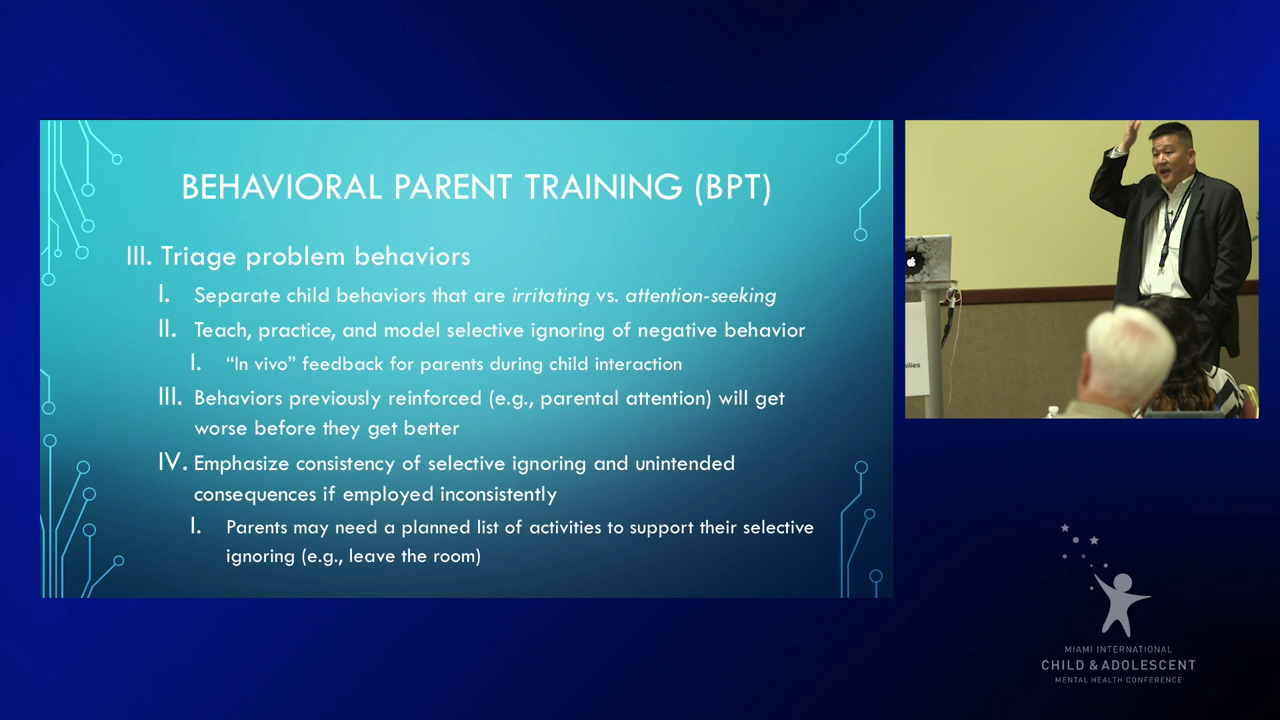 BEHAVIORAL PARENT TRAINING (BPT)
III. Triage problem behaviors
I. Separate child behaviors that are irritating vs. attention-seeking
II. Teach, practice, and model selective ignoring of negative behavior
I. “In vivo” feedback for parents during child interaction
III. Behaviors previously reinforced (e.g., parental attention) will get
worse before they get better
IV. Emphasize consistency of selective ignoring and unintended
consequences if employed inconsistently
I. Parents may need a planned list of activities to support their selective
ignoring (e.g., leave the room)
MIAMI INTERNATIONAL
CHILD & ADOLESCENT
MENTAL HEALTH CONFERENCE